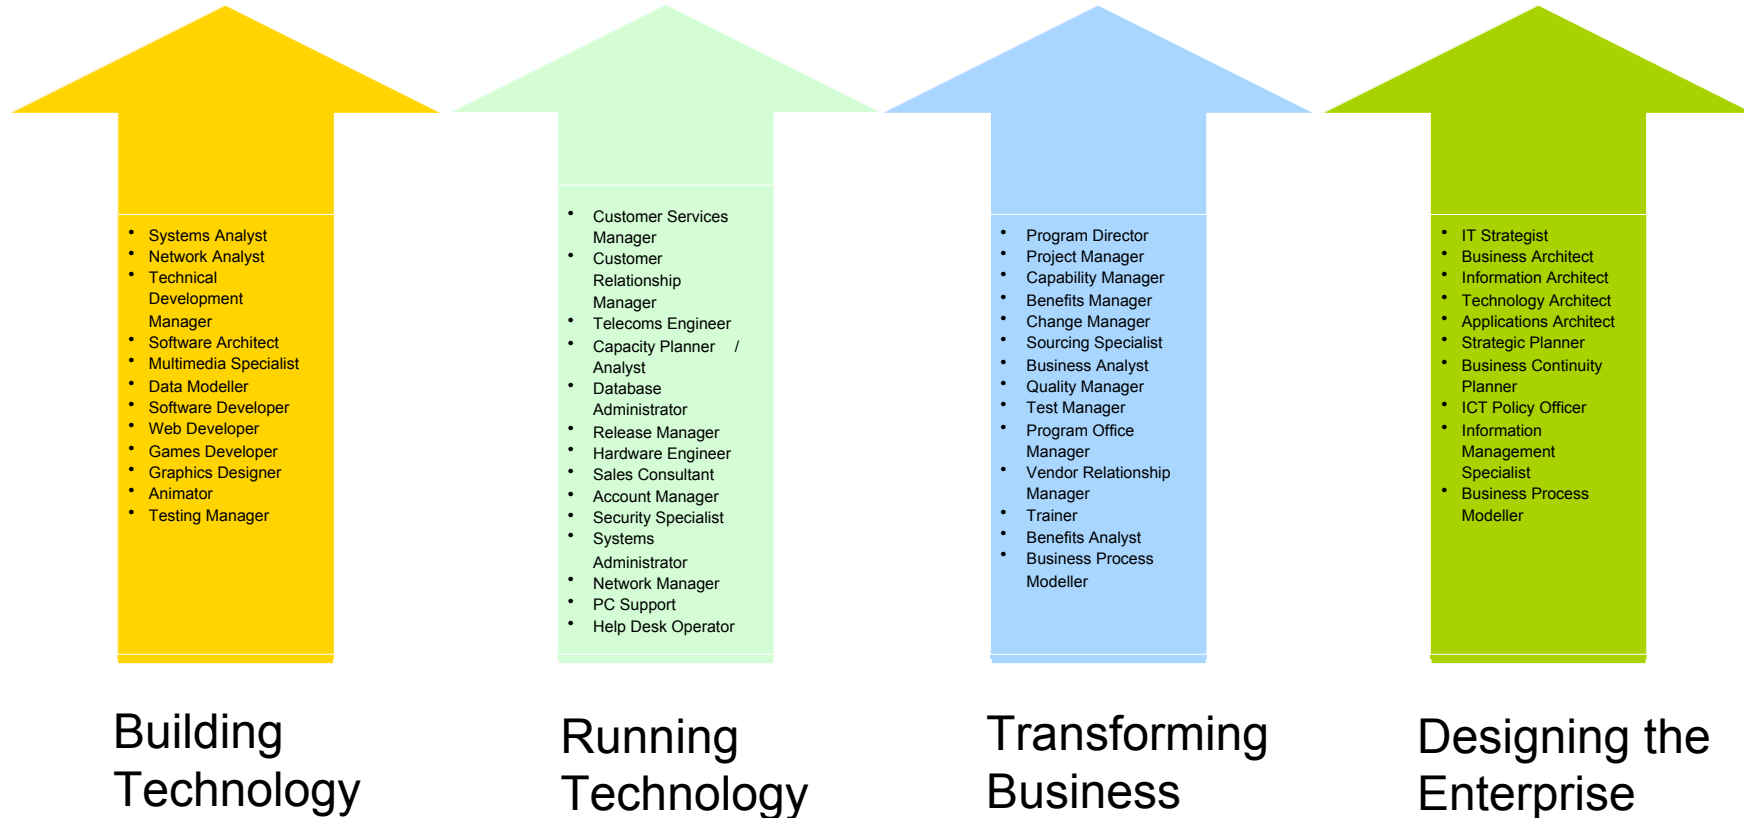 • Systems Analyst
• Network Analyst
• Technical
Development
Manager
• Software Architect
• Multimedia Specialist
• Data Modeller
• Software Developer
• Web Developer
• Games Developer
• Graphics Designer
• Animator
• Testing Manager
Building
Technology
• Customer Services
Manager
• Customer
Relationship
Manager
• Telecoms Engineer
• Capacity Planner /
Analyst
• Database
Administrator
• Release Manager
• Hardware Engineer
• Sales Consultant
• Account Manager
• Security Specialist
• Systems
Administrator
• Network Manager
• PC Support
• Help Desk Operator
Running
Technology
• Program Director
• Project Manager
• Capability Manager
• Benefits Manager
• Change Manager
• Sourcing Specialist
• Business Analyst
• Quality Manager
• Test Manager
• Program Office
Manager
• Vendor Relationship
Manager
• Trainer
• Benefits Analyst
• Business Process
Modeller
Transforming
Business
• IT Strategist
• Business Architect
• Information Architect
• Technology Architect
• Applications Architect
• Strategic Planner
• Business Continuity
Planner
• ICT Policy Officer
• Information
Management
Specialist
• Business Process
Modeller
Designing the
Enterprise